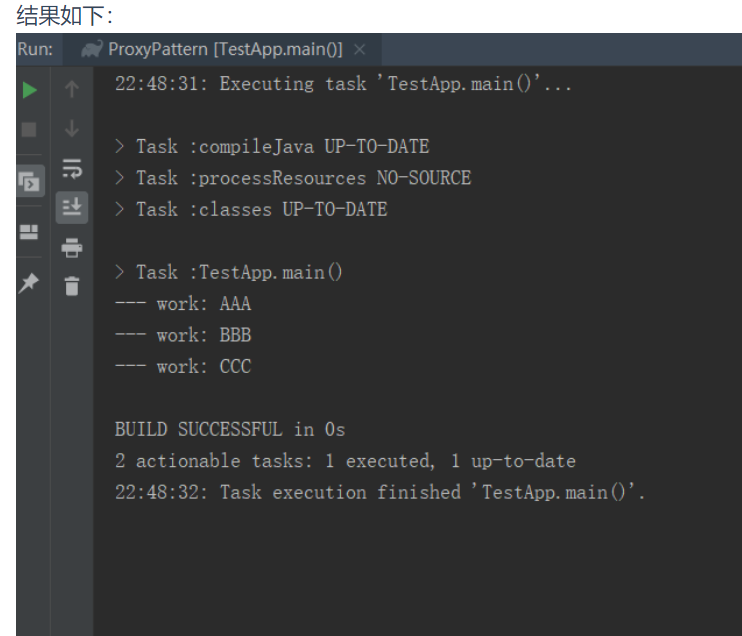 结果如下：
Run: ProxyPattern [TestApp.main()] ×
22:48:31: Executing task 'TestApp.main()'...
> Task :compileJava UP-TO-DATE
> Task :processResources NO-SOURCE
> Task :classes UP-TO-DATE
> Task :TestApp.main()
--- work: AAA
--- work: BBB
--- work: CCC
BUILD SUCCESSFUL in 0s
2 actionable tasks: 1 executed, 1 up-to-date
22:48:32: Task execution finished 'TestApp.main()'.